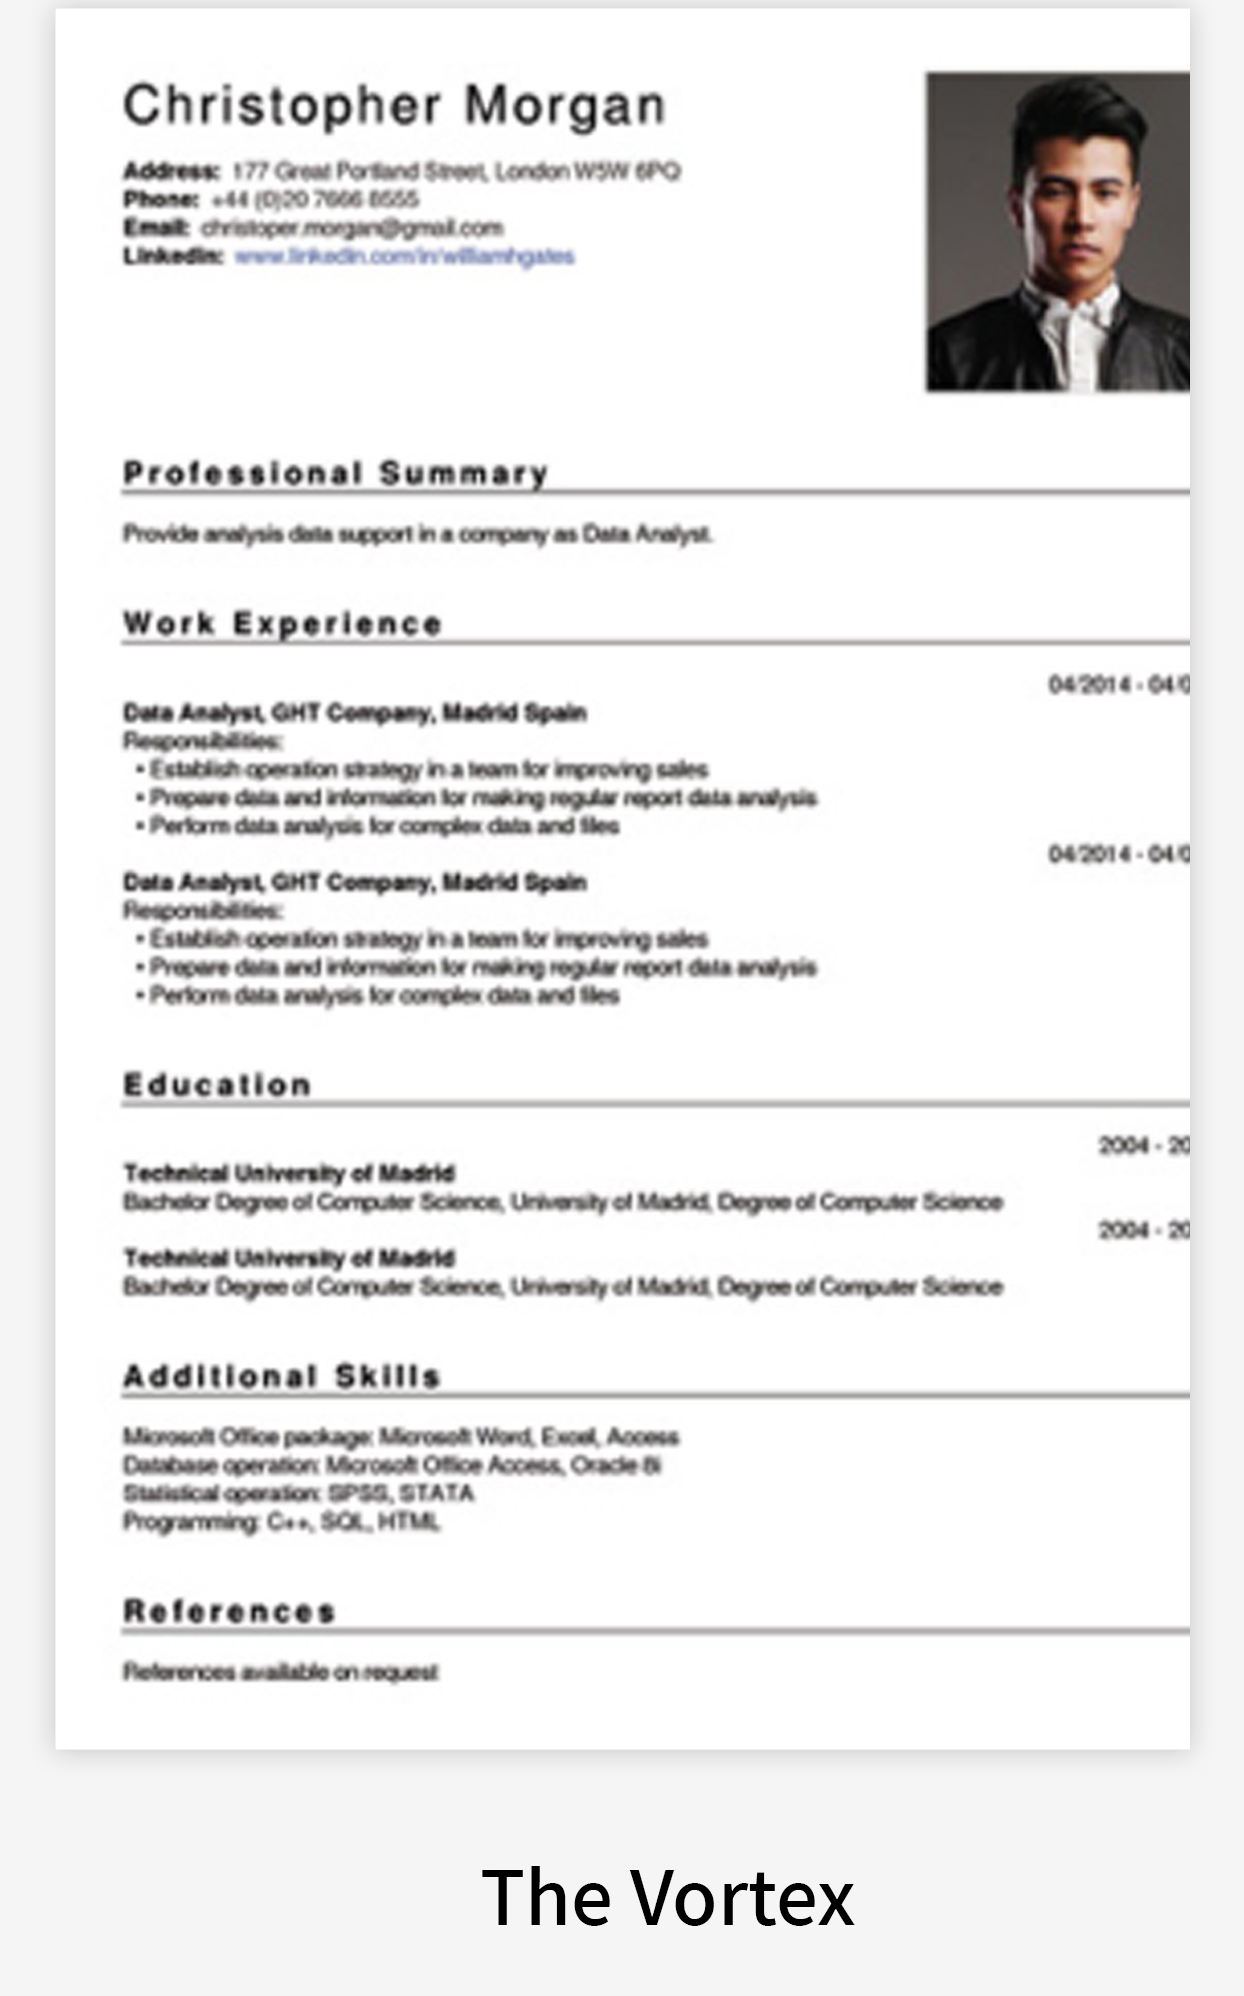 Christopher Morgan
Address: 177 Great Portland Street, London W5W 6PQ
Phone: +44 (0)20 7666 8555
Email: christoper.morgan@gmail.com
Linkedin: www.linkedin.com/in/williamhgates
Professional Summary
Provide analysis data support in a company as Data Analyst.
Work Experience
04/2014 - 04/0
Data Analyst, GHT Company, Madrid Spain
Responsibilities:
• Establish operation strategy in a team for improving sales
• Prepare data and information for making regular report data analysis
• Perform data analysis for complex data and files
04/2014 - 04/0
Data Analyst, GHT Company, Madrid Spain
Responsibilities:
• Establish operation strategy in a team for improving sales
• Prepare data and information for making regular report data analysis
• Perform data analysis for complex data and files
Education
2004 - 20
Technical University of Madrid
Bachelor Degree of Computer Science, University of Madrid, Degree of Computer Science
2004 - 20
Technical University of Madrid
Bachelor Degree of Computer Science, University of Madrid, Degree of Computer Science
Additional Skills
Microsoft Office package: Microsoft Word, Excel, Access
Database operation: Microsoft Office Access, Oracle 8i
Statistical operation: SPSS, STATA
Programming: C++, SQL, HTML
References
References available on request
The Vortex